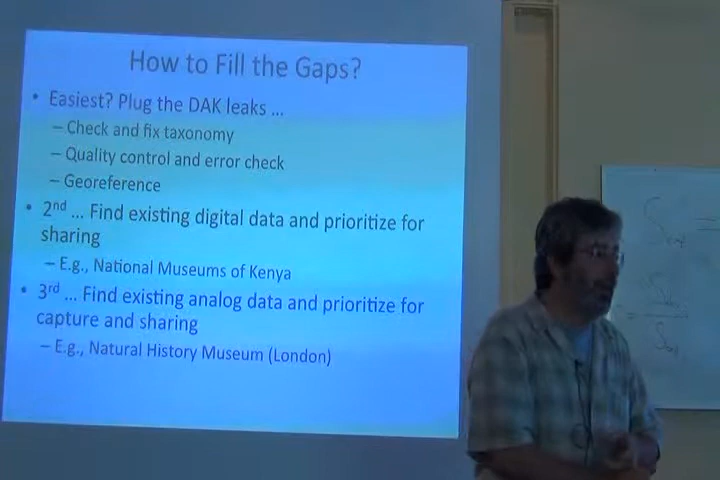 How to Fill the Gaps?
• Easiest? Plug the DAK leaks ...
– Check and fix taxonomy
– Quality control and error check
– Georeference
• 2nd ... Find existing digital data and prioritize for
sharing
– E.g., National Museums of Kenya
• 3rd ... Find existing analog data and prioritize for
capture and sharing
– E.g., Natural History Museum (London)